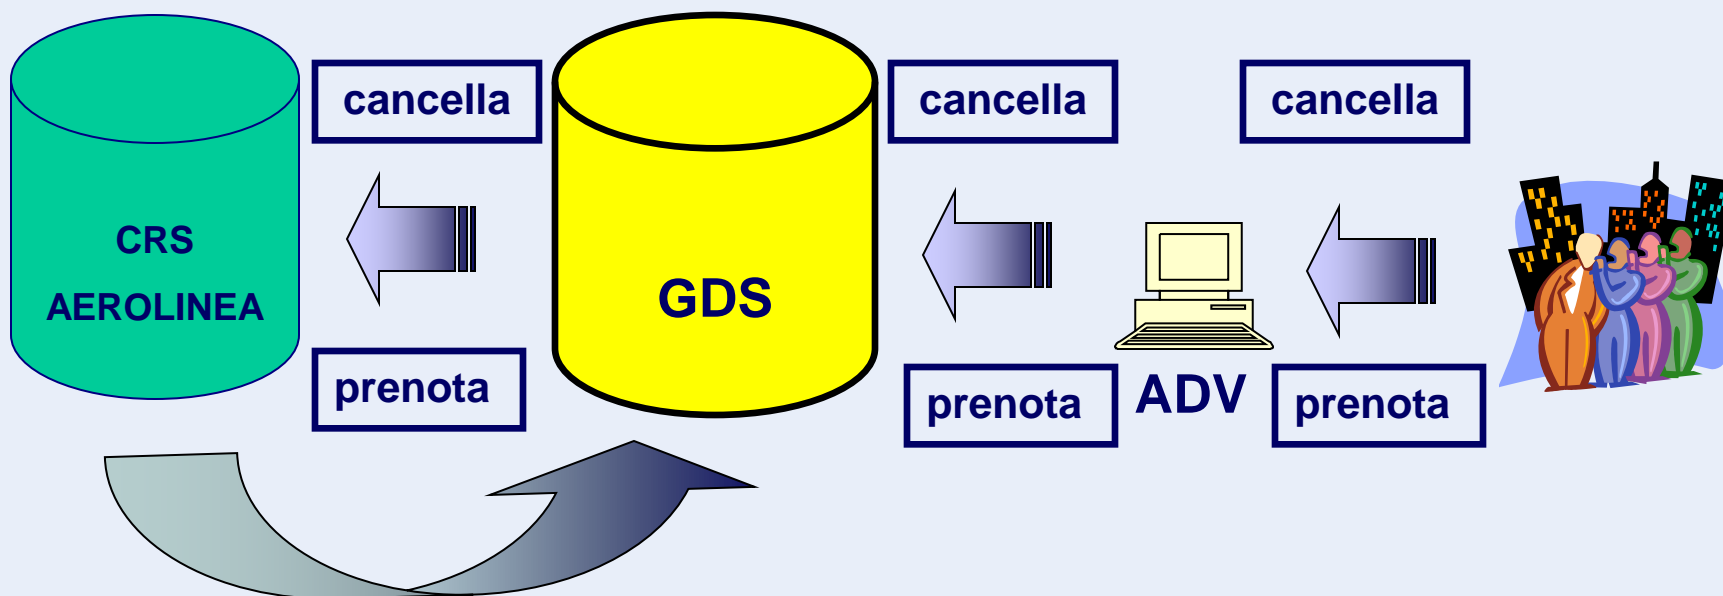 cancella
cancella
cancella
CRS
AEROLINEA
GDS
prenota
prenota
ADV
prenota